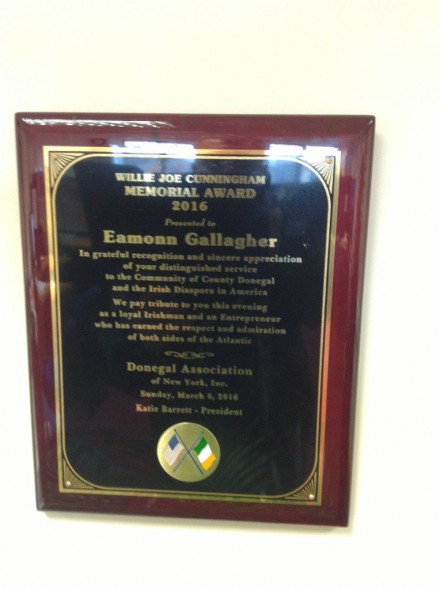 WILLIE JOE CUNNINGHAM
MEMORIAL AWARD
2016
Presented to
Eamonn Gallagher
In grateful recognition and sincere appreciation
of your distinguished service
to the Community of County Donegal
and the Irish Diaspora in America
We pay tribute to you this evening
as a loyal Irishman and an Entrepreneur
who has earned the respect and admiration
of both sides of the Atlantic
Donegal Association
of New York, Inc.
Sunday, March 6, 2016
Katie Barrett - President